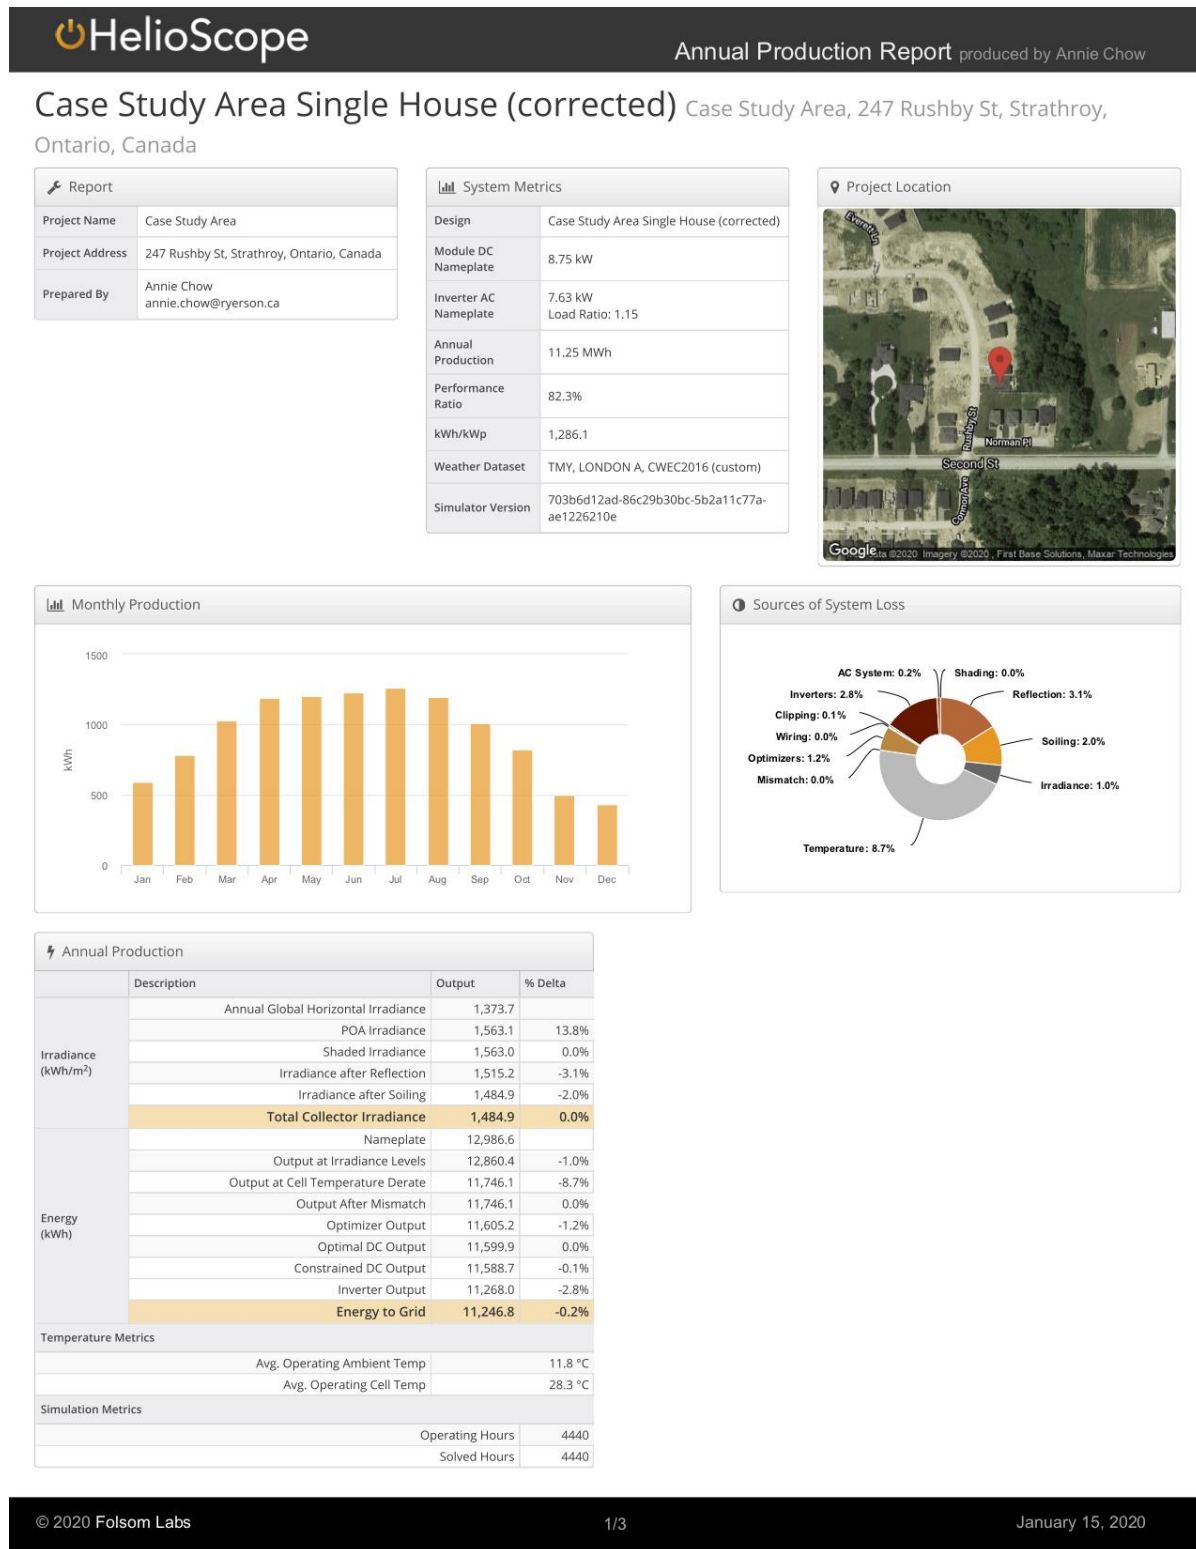 HelioScope
Annual Production Report produced by Annie Chow
Case Study Area Single House (corrected) Case Study Area, 247 Rushby St, Strathroy,
Ontario, Canada
Report
Project Name Case Study Area
Project Address 247 Rushby St, Strathroy, Ontario, Canada
Prepared By Annie Chow
annie.chow@ryerson.ca
System Metrics
Design Case Study Area Single House (corrected)
Module DC
Nameplate 8.75 kW
Inverter AC
Nameplate 7.63 kW
Load Ratio: 1.15
Annual
Production 11.25 MWh
Performance
Ratio 82.3%
kWh/kWp 1,286.1
Weather Dataset TMY, LONDON A, CWEC2016 (custom)
Simulator Version 703b6d12ad-86c29b30bc-5b2a11c77a-
ae1226210e
Project Location
Everett Ln
Rushby St
Norman Pl
Second St
Connor Ave
Google
©2020 Imagery ©2020 , First Base Solutions, Maxar Technologies
Monthly Production
1500
1000
500
0
kWh
Jan Feb Mar Apr May Jun Jul Aug Sep Oct Nov Dec
Sources of System Loss
AC System: 0.2%
Shading: 0.0%
Inverters: 2.8%
Reflection: 3.1%
Clipping: 0.1%
Wiring: 0.0%
Soiling: 2.0%
Optimizers: 1.2%
Mismatch: 0.0%
Irradiance: 1.0%
Temperature: 8.7%
Annual Production
Description Output % Delta
Irradiance
(kWh/m²)
Annual Global Horizontal Irradiance 1,373.7
POA Irradiance 1,563.1 13.8%
Shaded Irradiance 1,563.0 0.0%
Irradiance after Reflection 1,515.2 -3.1%
Irradiance after Soiling 1,484.9 -2.0%
Total Collector Irradiance 1,484.9 0.0%
Energy
(kWh)
Nameplate 12,986.6
Output at Irradiance Levels 12,860.4 -1.0%
Output at Cell Temperature Derate 11,746.1 -8.7%
Output After Mismatch 11,746.1 0.0%
Optimizer Output 11,605.2 -1.2%
Optimal DC Output 11,599.9 0.0%
Constrained DC Output 11,588.7 -0.1%
Inverter Output 11,268.0 -2.8%
Energy to Grid 11,246.8 -0.2%
Temperature Metrics
Avg. Operating Ambient Temp 11.8 °C
Avg. Operating Cell Temp 28.3 °C
Simulation Metrics
Operating Hours 4440
Solved Hours 4440
© 2020 Folsom Labs
1/3
January 15, 2020